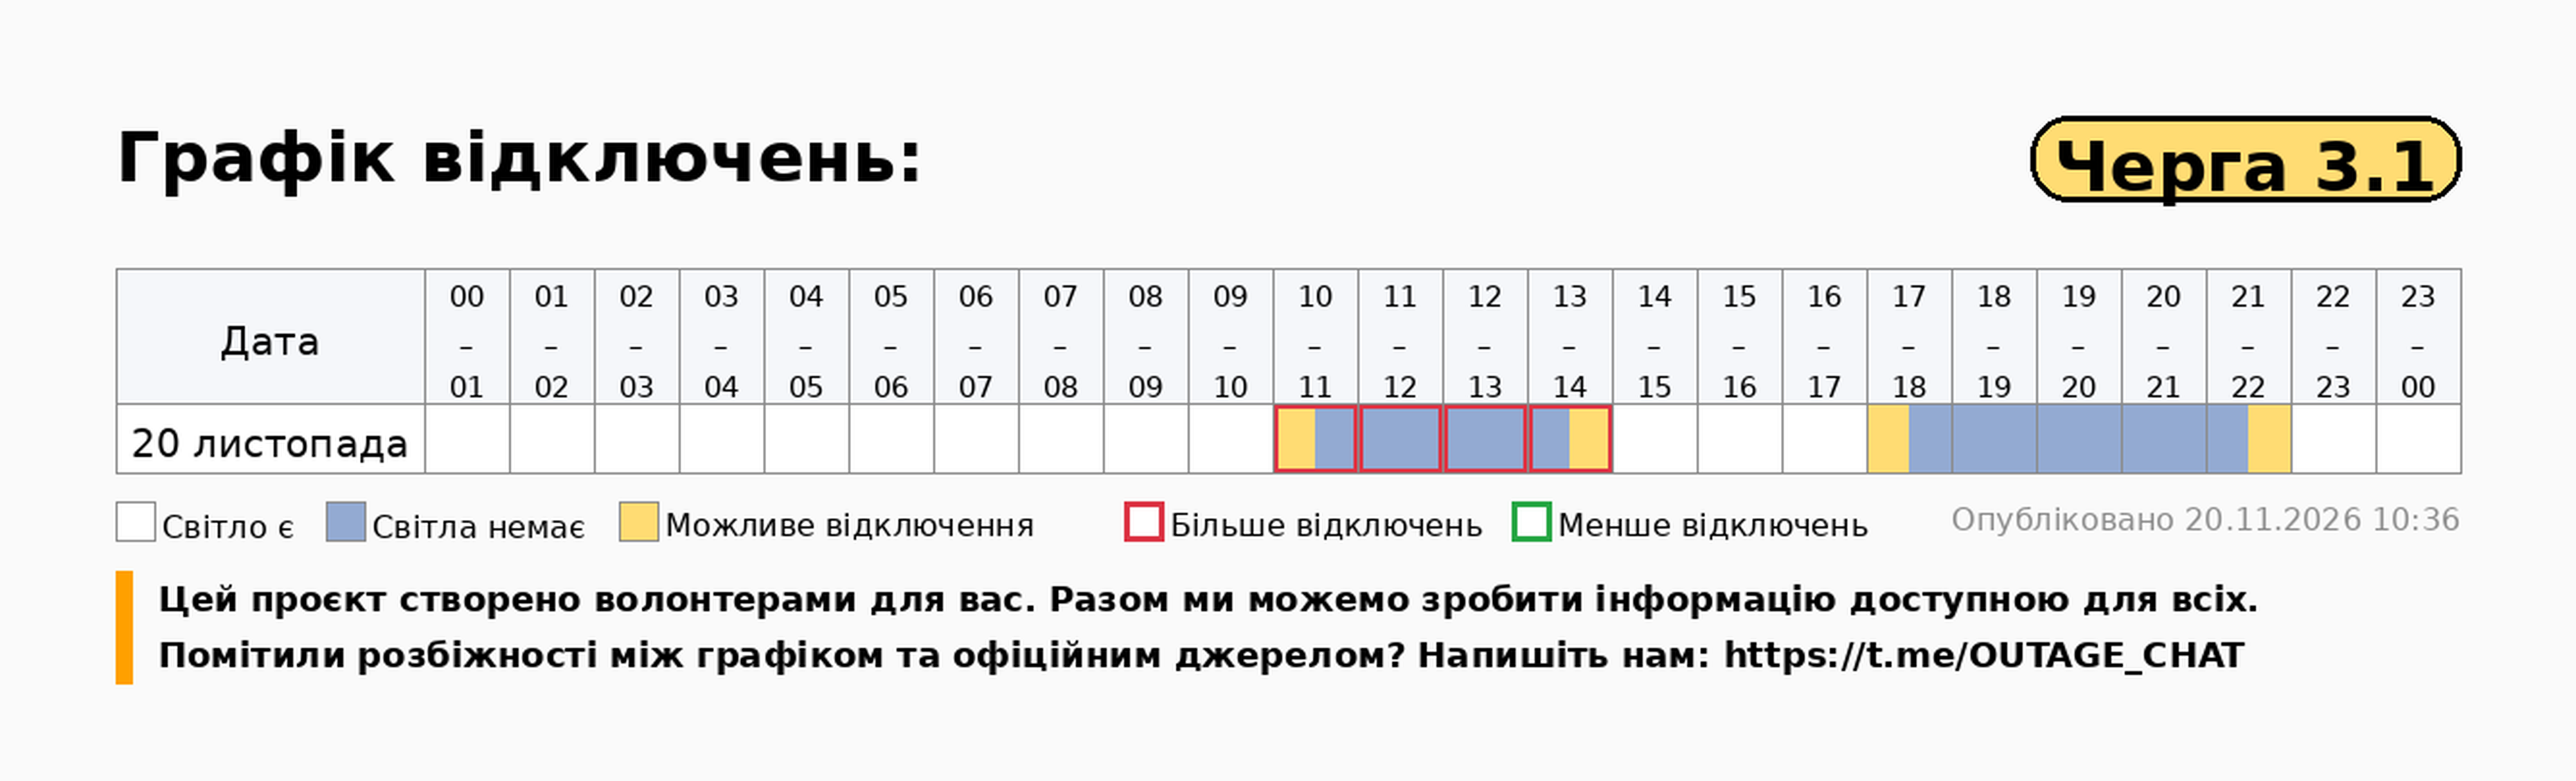 Графік відключень:
Черга 3.1
Дата 00 – 01 01 – 02 02 – 03 03 – 04 04 – 05 05 – 06 06 – 07 07 – 08 08 – 09 09 – 10 10 – 11 11 – 12 12 – 13 13 – 14 14 – 15 15 – 16 16 – 17 17 – 18 18 – 19 19 – 20 20 – 21 21 – 22 22 – 23 23 – 00
20 листопада
Світло є Світла немає Можливе відключення Більше відключень Менше відключень Опубліковано 20.11.2026 10:36
Цей проєкт створено волонтерами для вас. Разом ми можемо зробити інформацію доступною для всіх.
Помітили розбіжності між графіком та офіційним джерелом? Напишіть нам: https://t.me/OUTAGE_CHAT